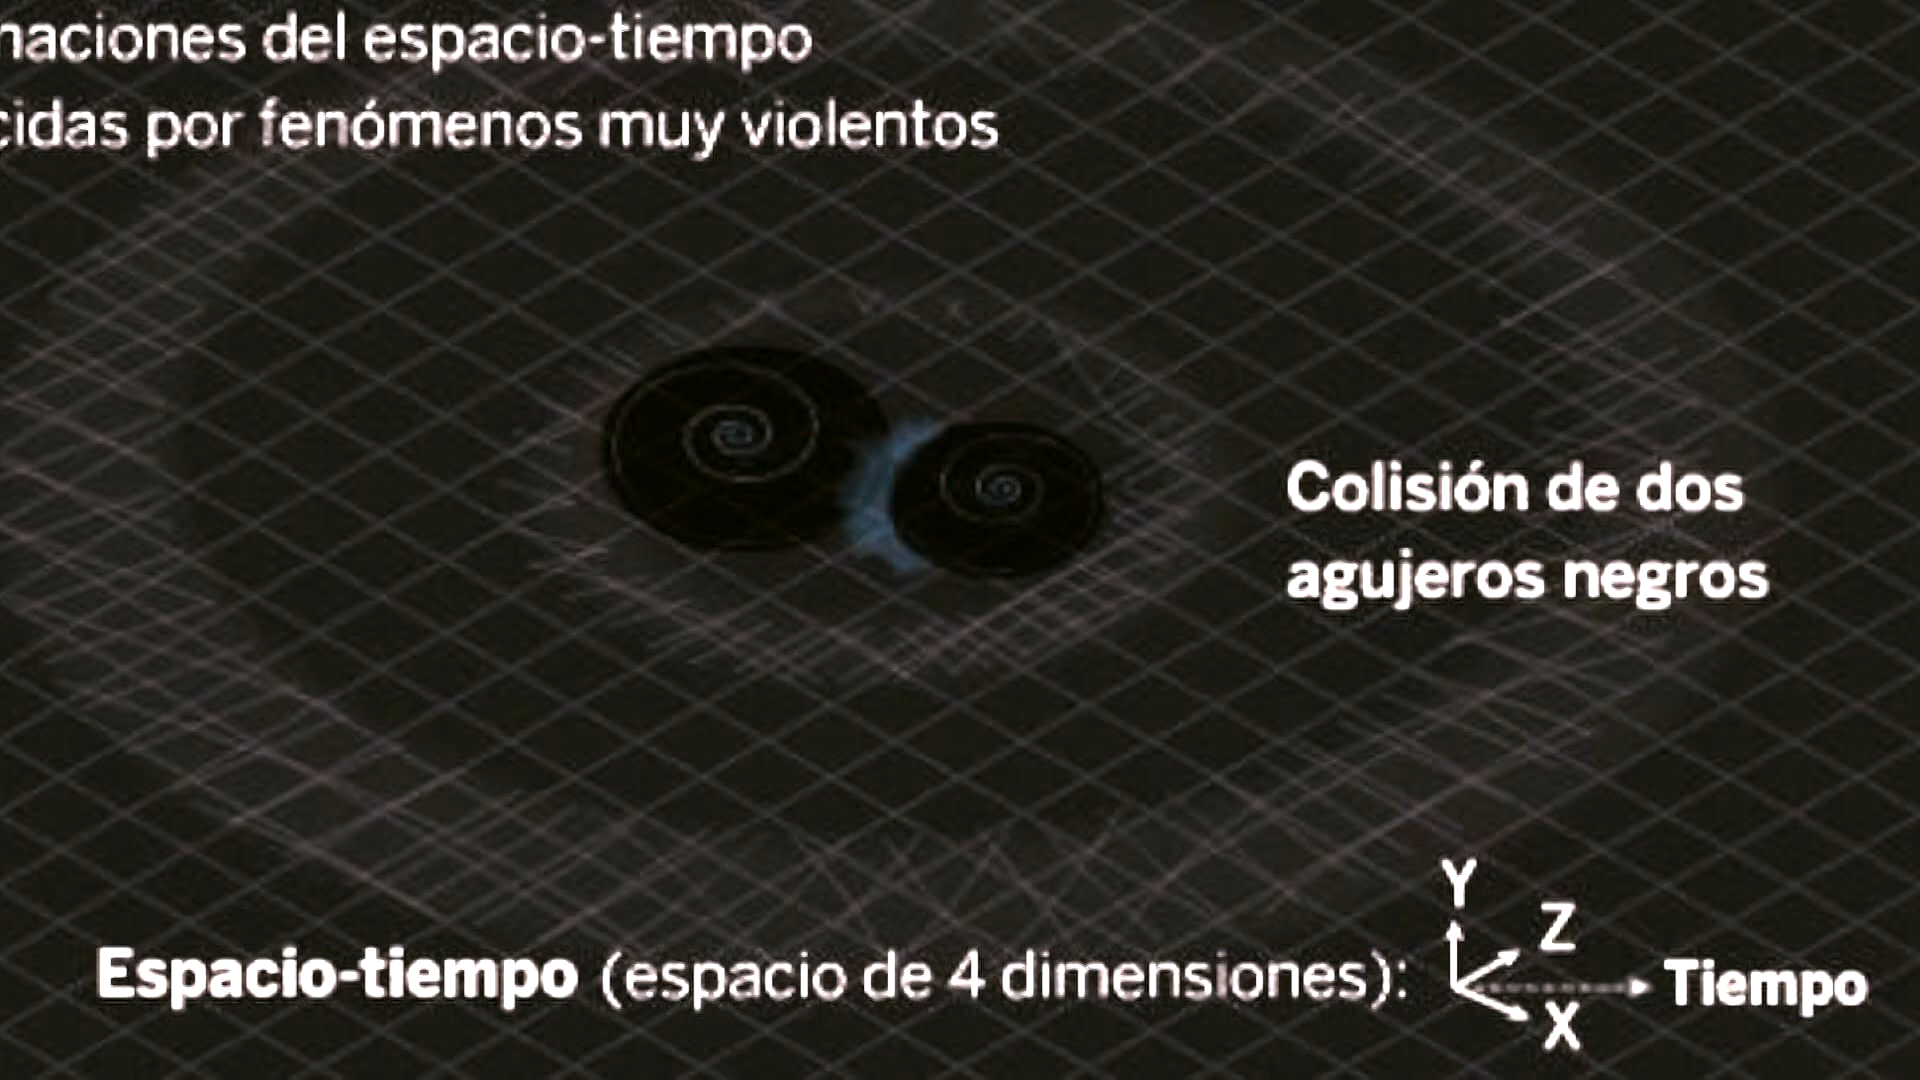 naciones del espacio-tiempo
cidas por fenómenos muy violentos
Colisión de dos
agujeros negros
Y
Z
Espacio-tiempo (espacio de 4 dimensiones):
Tiempo
X